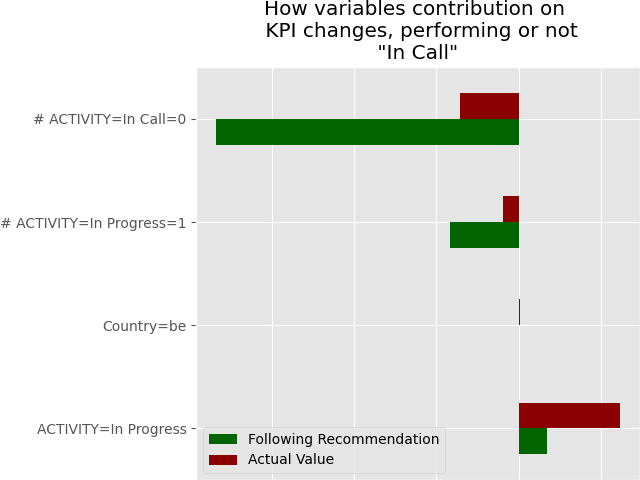 How variables contribution on
KPI changes, performing or not
"In Call"
# ACTIVITY=In Call=0
# ACTIVITY=In Progress=1
Country=be
ACTIVITY=In Progress
Following Recommendation
Actual Value